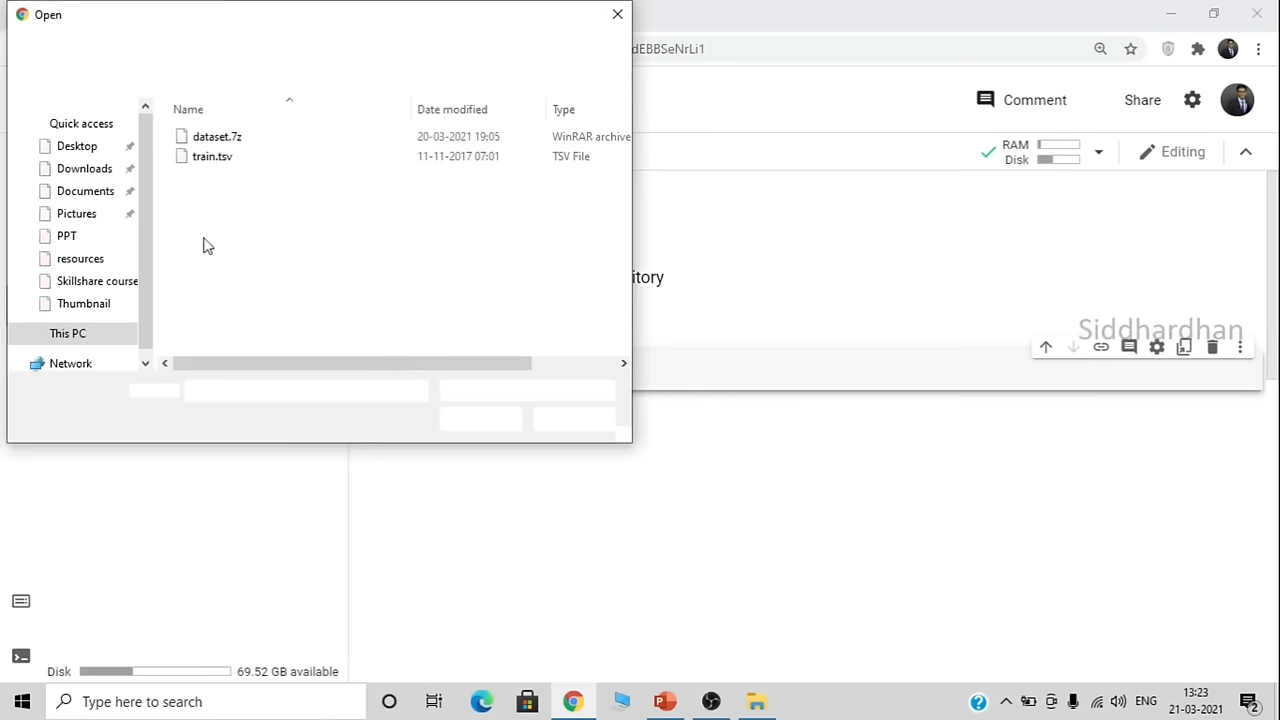 Open
dEBBSeNrLi1
Comment
Share
RAM
Disk
Editing
Name
Date modified
Type
dataset.7z
20-03-2021 19:05
WinRAR archive
train.tsv
11-11-2017 07:01
TSV File
Quick access
Desktop
Downloads
Documents
Pictures
PPT
resources
Skillshare course
Thumbnail
This PC
Network
itory
Siddhardhan
Disk
69.52 GB available
Type here to search
ENG
13:23
21-03-2021
2